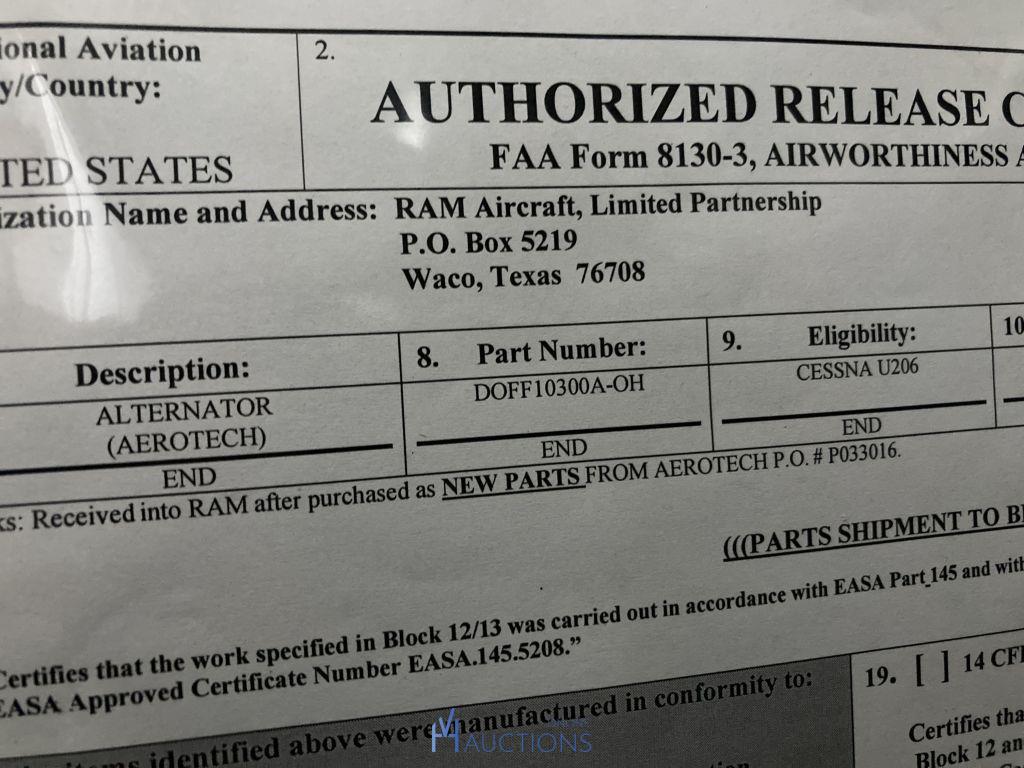 ional Aviation
y/Country:
TED STATES
2.
AUTHORIZED RELEASE C
FAA Form 8130-3, AIRWORTHINESS A
ization Name and Address: RAM Aircraft, Limited Partnership
P.O. Box 5219
Waco, Texas 76708
Description:
ALTERNATOR
(AEROTECH)
END
8. Part Number:
DOFF10300A-OH
END
9. Eligibility:
CESSNA U206
END
10
ks: Received into RAM after purchased as NEW PARTS FROM AEROTECH P.O. # P033016.
(((PARTS SHIPMENT TO BE
Certifies that the work specified in Block 12/13 was carried out in accordance with EASA Part 145 and with
EASA Approved Certificate Number EASA.145.5208.”
items identified above were manufactured in conformity to:
19. [ ] 14 CFR
Certifies tha
Block 12 an
AUCTIONS